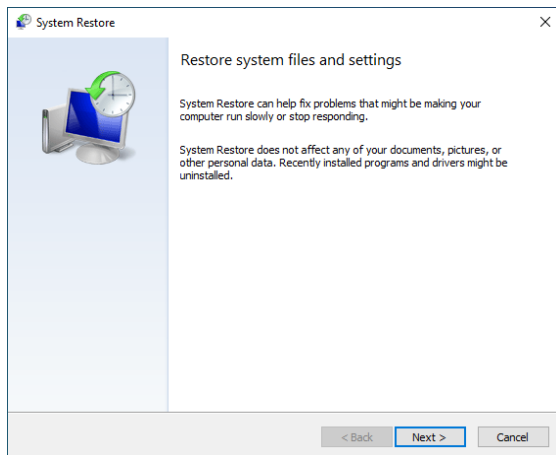 System Restore
Restore system files and settings
System Restore can help fix problems that might be making your
computer run slowly or stop responding.
System Restore does not affect any of your documents, pictures, or
other personal data. Recently installed programs and drivers might be
uninstalled.
< Back
Next >
Cancel